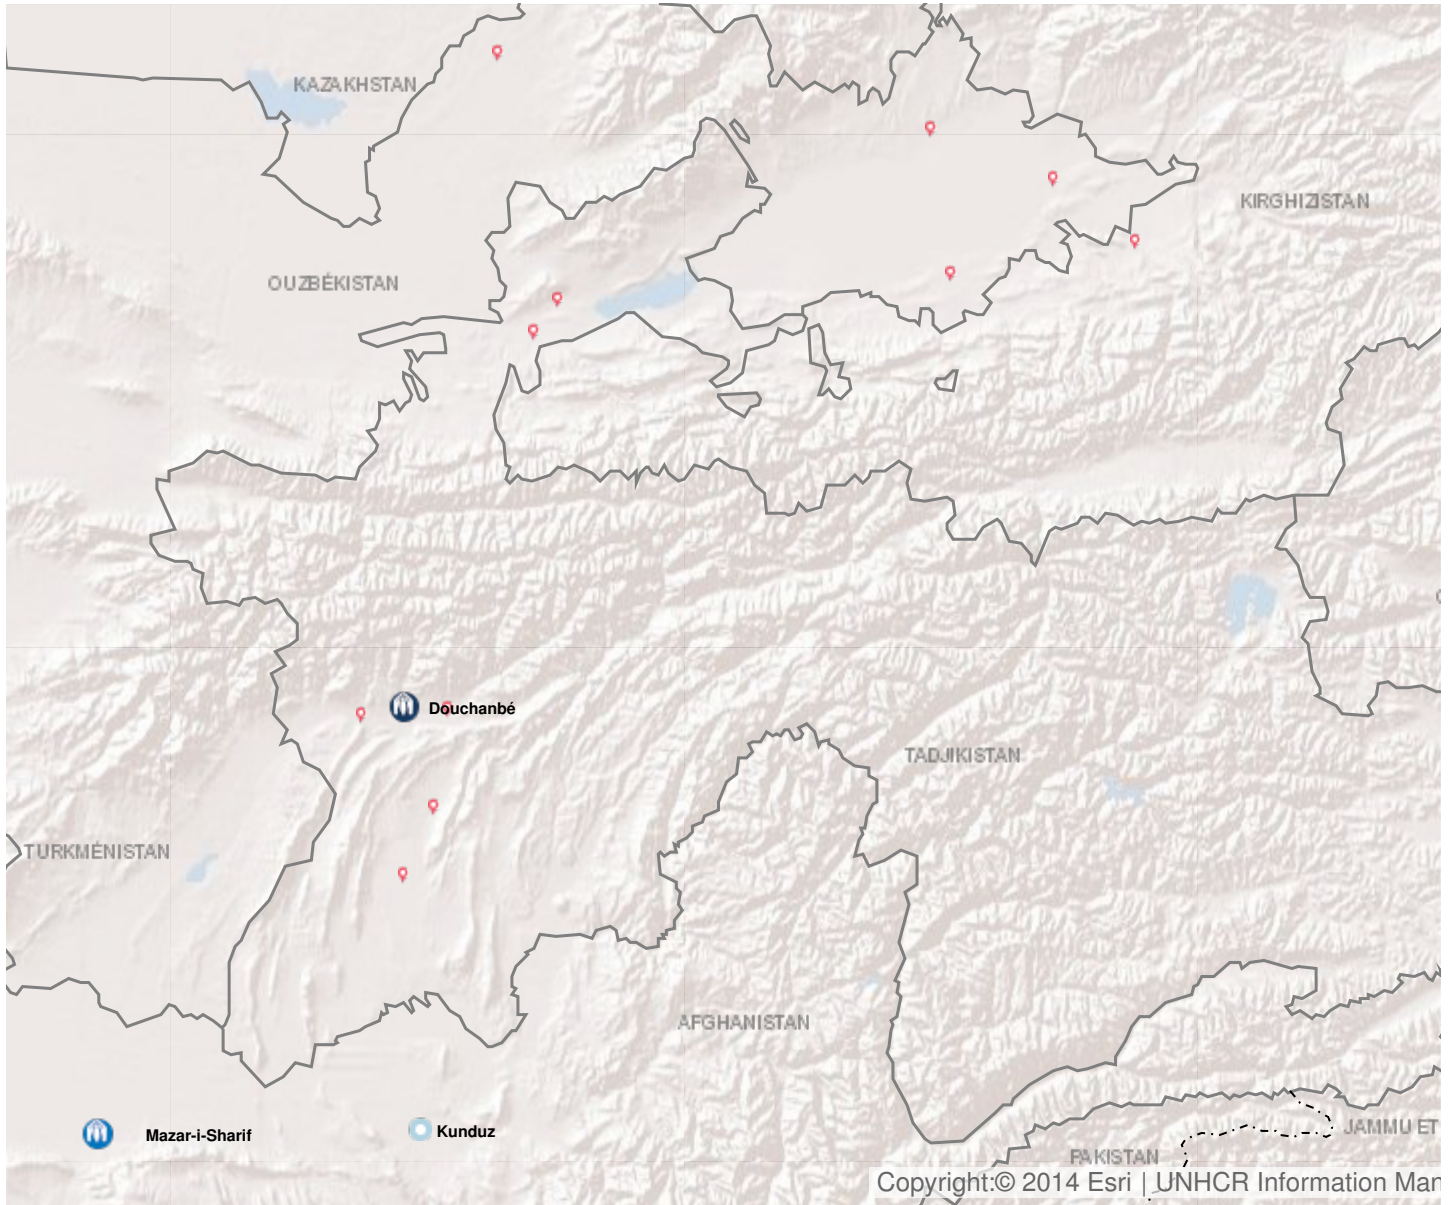 KAZAKHSTAN
KIRGHIZISTAN
OUZBÉKISTAN
Douchanbé
TADJIKISTAN
TURKMÉNISTAN
AFGHANISTAN
Mazar-i-Sharif
Kunduz
JAMMU ET
PAKISTAN
Copyright:© 2014 Esri | UNHCR Information Man